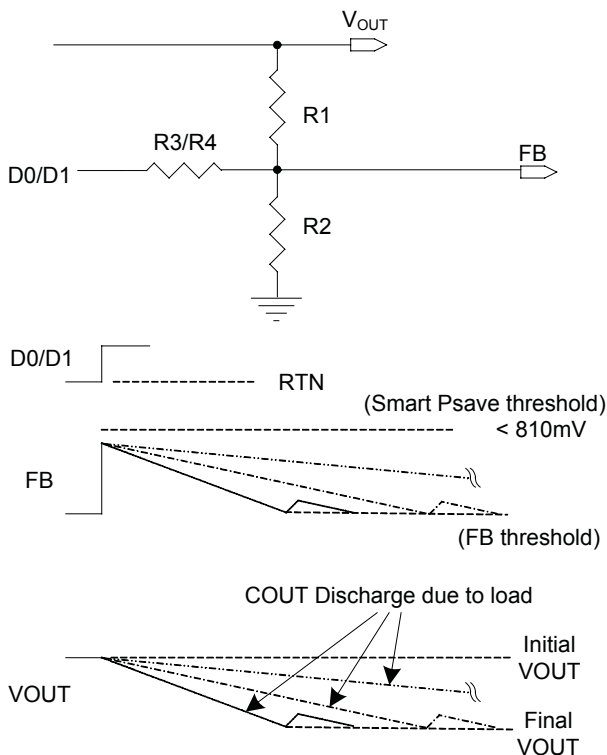 VOUT
R1
R3/R4
D0/D1
FB
R2
D0/D1
RTN
(Smart Psave threshold)
< 810mV
FB
(FB threshold)
COUT Discharge due to load
Initial
VOUT
VOUT
Final
VOUT